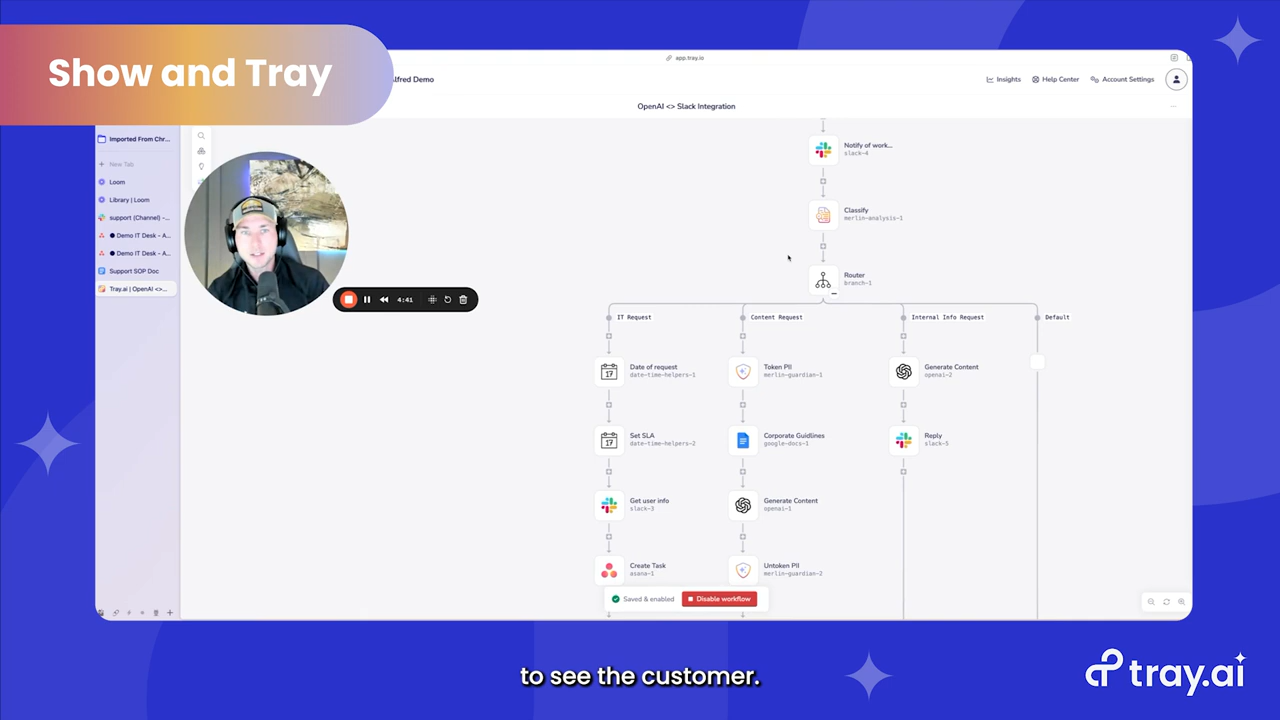 Show and Tray
app.tray.io
lfred Demo
Insights
Help Center
Account Settings
OpenAI <> Slack Integration
Imported From Chr...
New Tab
Loom
Library | Loom
support (Channel) -...
Demo IT Desk - A...
Demo IT Desk - A...
Support SOP Doc
Tray.ai | OpenAI <>...
4:41
Notify of work...
slack-4
Classify
merlin-analysis-1
Router
branch-1
IT Request
Content Request
Internal Info Request
Default
Date of request
date-time-helpers-1
Token PII
merlin-guardian-1
Generate Content
openai-2
Set SLA
date-time-helpers-2
Corporate Guidlines
google-docs-1
Reply
slack-5
Get user info
slack-3
Generate Content
openai-1
Create Task
asana-1
Untoken PII
merlin-guardian-2
Saved & enabled
Disable workflow
to see the customer.
tray.ai